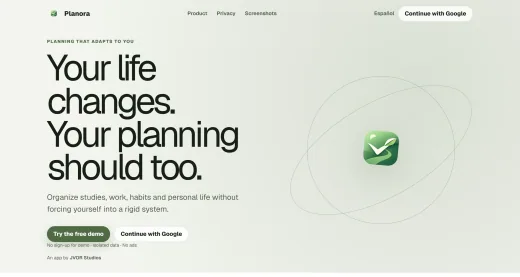 Planora
Product Privacy Screenshots
Español Continue with Google
PLANNING THAT ADAPTS TO YOU
Your life
changes.
Your planning
should too.
Organize studies, work, habits and personal life without
forcing yourself into a rigid system.
Try the free demo Continue with Google
No sign-up for demo · Isolated data · No ads
An app by JVOR Studios